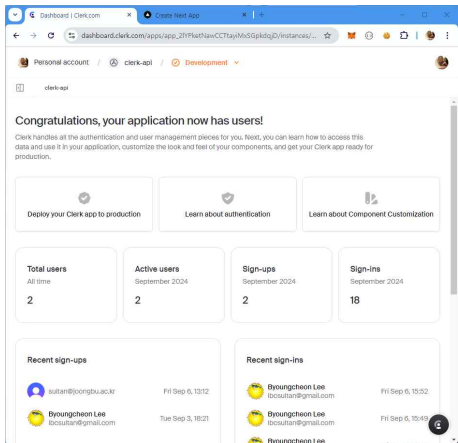 Dashboard | Clerk.com
Create Next App
dashboard.clerk.com/apps/app_2lYPketNawCCTtayiMxSGpkdqjD/instances/...
Personal account / clerk-api / Development
clerk-api
Congratulations, your application now has users!
Clerk handles all the authentication and user management pieces for you. Next, you can learn how to access this
data and use it in your application, customize the look and feel of your components, and get your Clerk app ready for
production.
Deploy your Clerk app to production
Learn about authentication
Learn about Component Customization
Total users
All time
2
Active users
September 2024
2
Sign-ups
September 2024
2
Sign-ins
September 2024
18
Recent sign-ups
sultan@joongbu.ac.kr Fri Sep 6, 13:12
Byoungcheon Lee
lbcsultan@gmail.com Tue Sep 3, 18:21
Recent sign-ins
Byoungcheon Lee
lbcsultan@gmail.com Fri Sep 6, 15:52
Byoungcheon Lee
lbcsultan@gmail.com Fri Sep 6, 15:49
Byoungcheon Lee